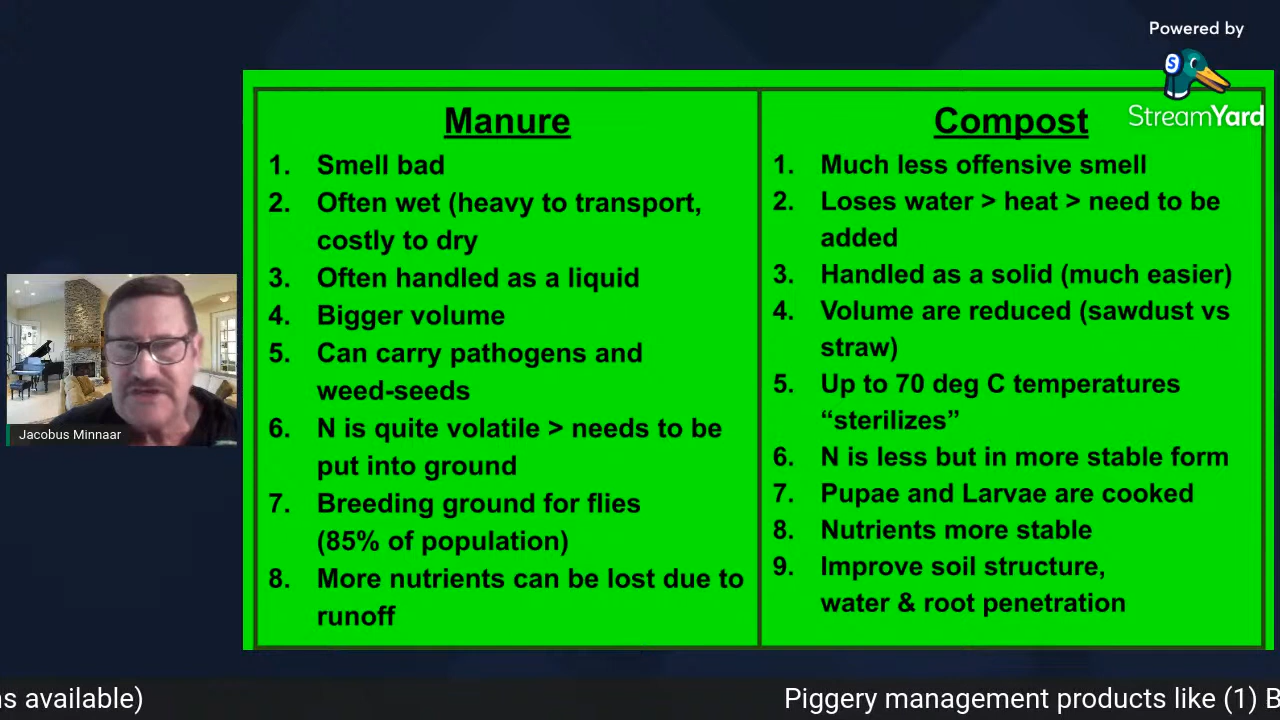 Powered by
StreamYard
Manure
1. Smell bad
2. Often wet (heavy to transport,
costly to dry
3. Often handled as a liquid
4. Bigger volume
5. Can carry pathogens and
weed-seeds
6. N is quite volatile > needs to be
put into ground
7. Breeding ground for flies
(85% of population)
8. More nutrients can be lost due to
runoff
Compost
1. Much less offensive smell
2. Loses water > heat > need to be
added
3. Handled as a solid (much easier)
4. Volume are reduced (sawdust vs
straw)
5. Up to 70 deg C temperatures
“sterilizes”
6. N is less but in more stable form
7. Pupae and Larvae are cooked
8. Nutrients more stable
9. Improve soil structure,
water & root penetration
Jacobus Minnaar
s available) Piggery management products like (1) B